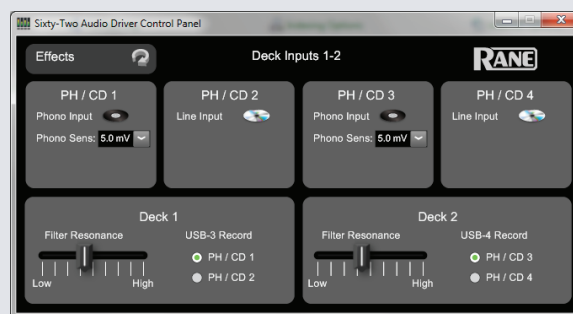 Sixty-Two Audio Driver Control Panel
Effects
Deck Inputs 1-2
RANE
PH / CD 1
Phono Input
Phono Sens: 5.0 mV
PH / CD 2
Line Input
PH / CD 3
Phono Input
Phono Sens: 5.0 mV
PH / CD 4
Line Input
Deck 1
Filter Resonance
Low High
USB-3 Record
PH / CD 1
PH / CD 2
Deck 2
Filter Resonance
Low High
USB-4 Record
PH / CD 3
PH / CD 4